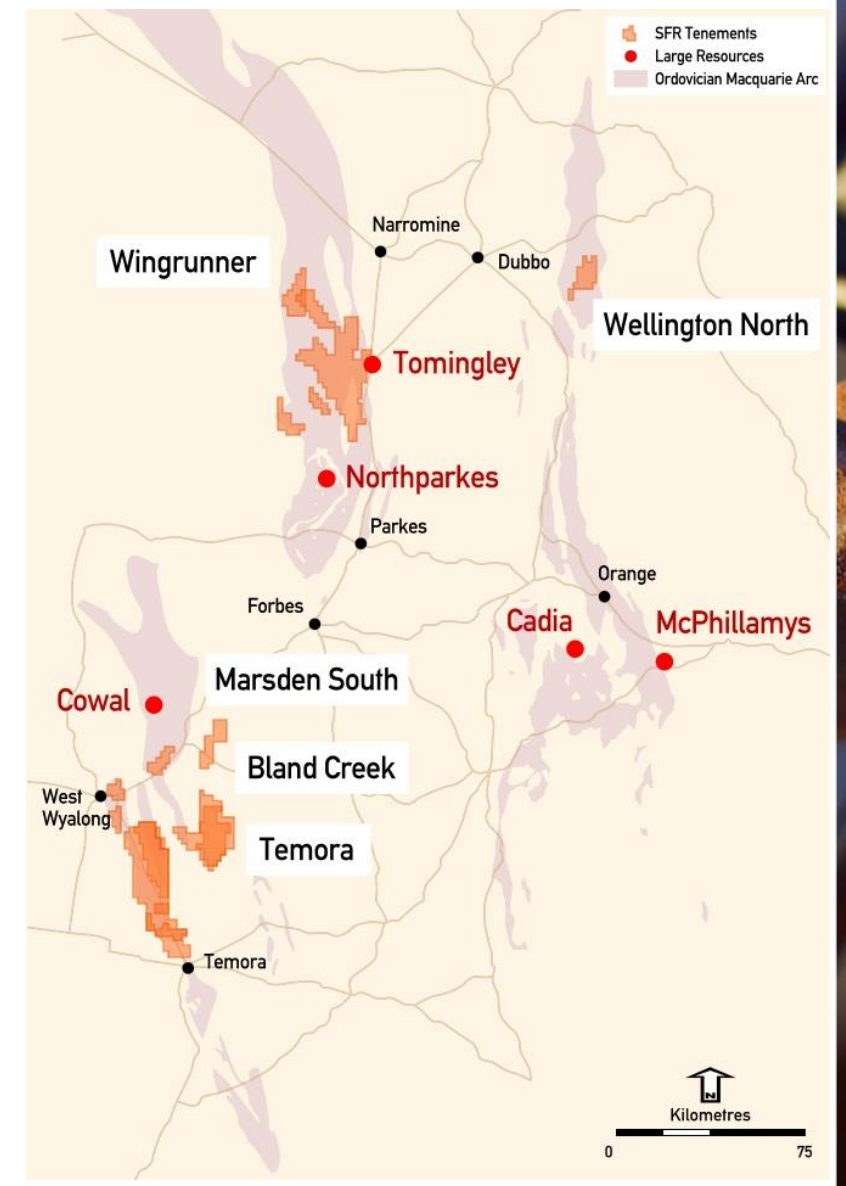 SFR Tenements
Large Resources
Ordovician Macquarie Arc
Narromine
Wingrunner
Dubbo
Wellington North
Tomingley
Northparkes
Parkes
Orange
Forbes
Cadia
McPhillamys
Marsden South
Cowal
Bland Creek
West
Wyalong
Temora
Temora
N
Kilometres
0
75